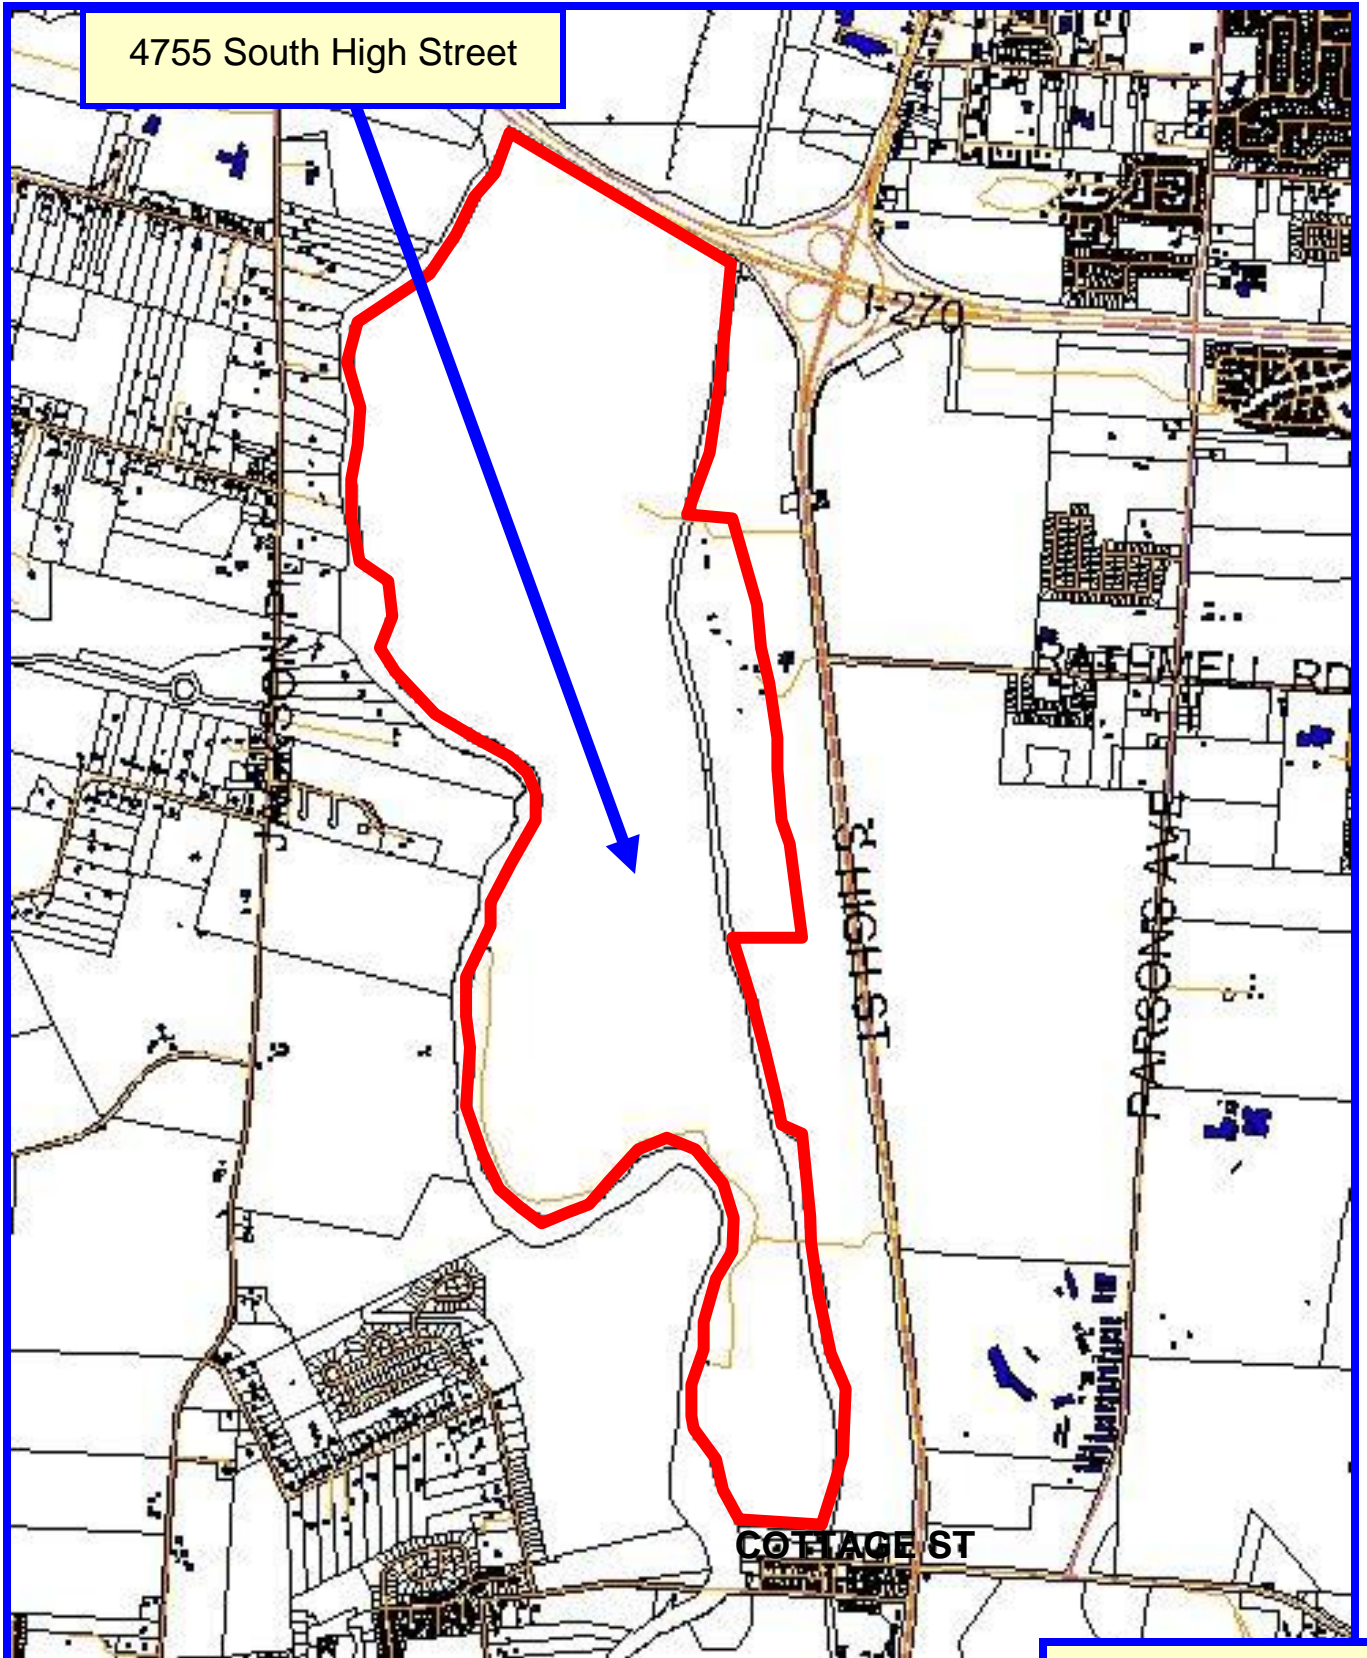 4755 South High Street
I-270
RATHMELL RD
S HIGH ST
PARSONS AVE
COTTAGE ST